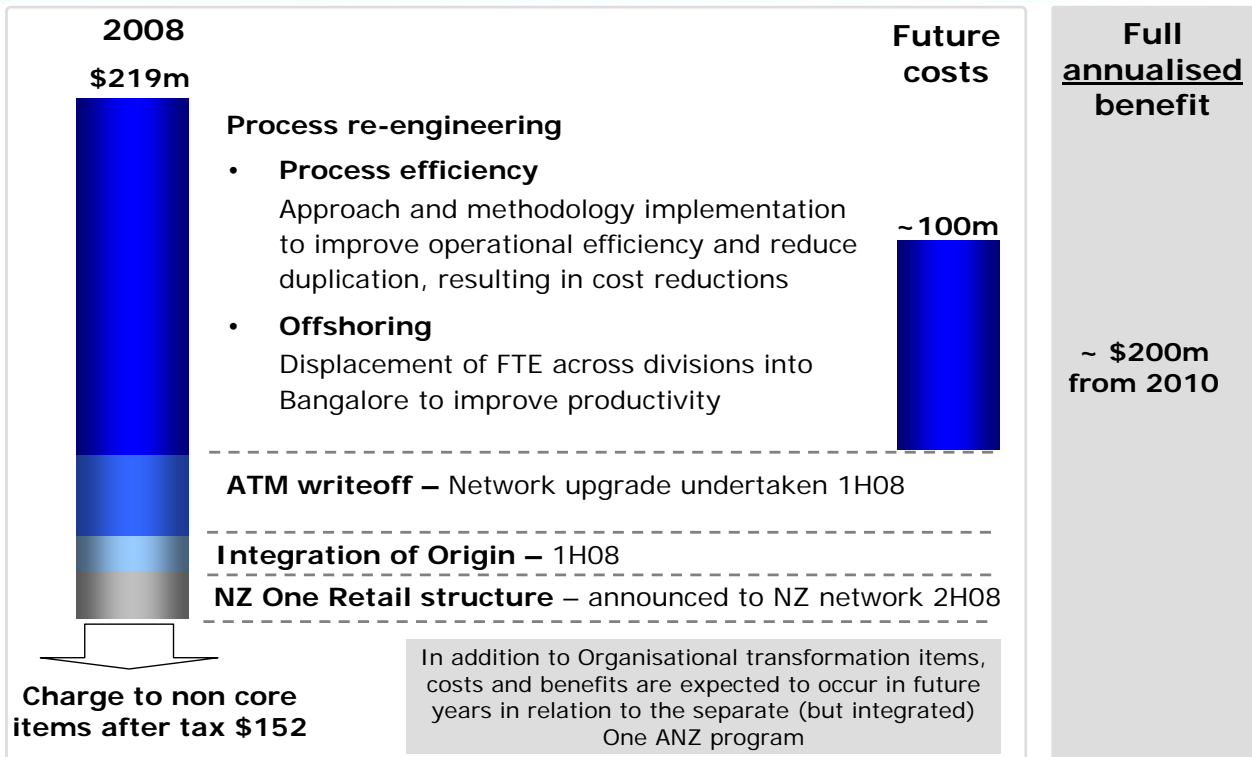 2008
$219m
Process re-engineering
• Process efficiency
Approach and methodology implementation
to improve operational efficiency and reduce
duplication, resulting in cost reductions
• Offshoring
Displacement of FTE across divisions into
Bangalore to improve productivity
ATM writeoff – Network upgrade undertaken 1H08
Integration of Origin – 1H08
NZ One Retail structure – announced to NZ network 2H08
Charge to non core
items after tax $152
In addition to Organisational transformation items,
costs and benefits are expected to occur in future
years in relation to the separate (but integrated)
One ANZ program
Future
costs
~100m
Full
annualised
benefit
~ $200m
from 2010